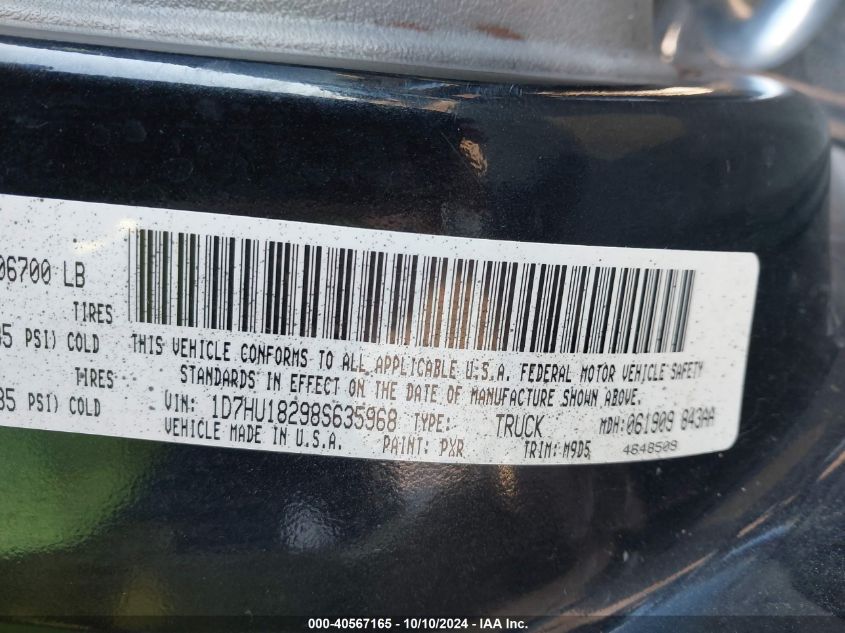 06700 LB
TIRES
35 PSI) COLD
TIRES
35 PSI) COLD
THIS VEHICLE CONFORMS TO ALL APPLICABLE U.S.A. FEDERAL MOTOR VEHICLE SAFETY
STANDARDS IN EFFECT ON THE DATE OF MANUFACTURE SHOWN ABOVE.
VIN: 1D7HU18298S635968 TYPE: TRUCK MDH: 061909 843AA
VEHICLE MADE IN U.S.A. PAINT: PXR TRIM: M9D5 4648509
000-40567165 - 10/10/2024 - IAA Inc.